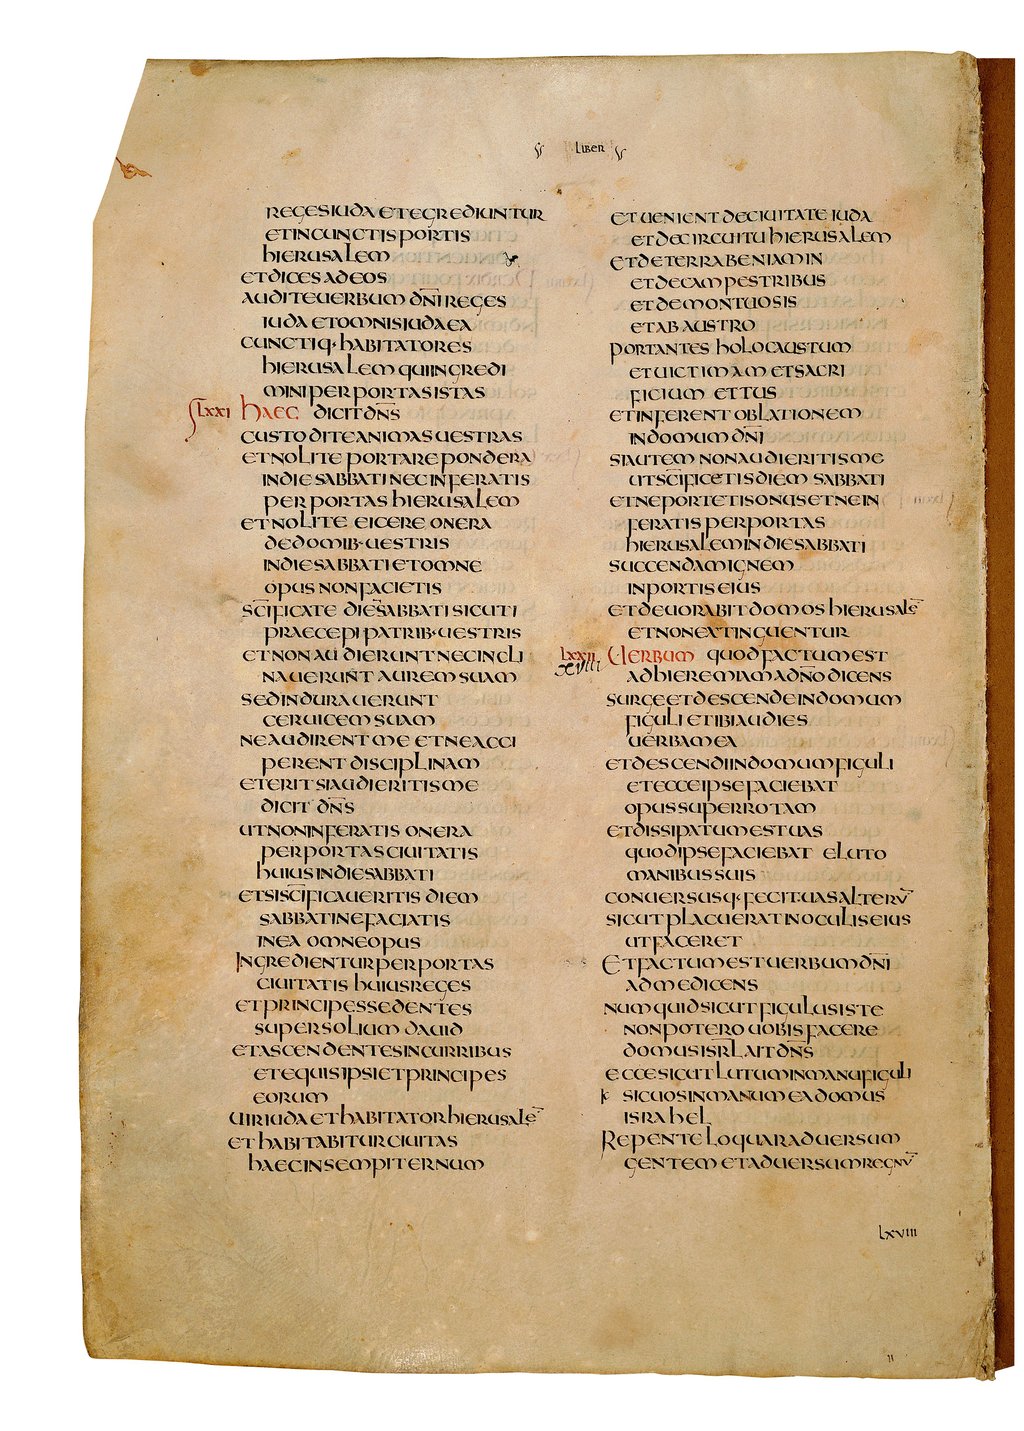 LIBER
REGES IUDA ET EGREDIUNTUR
ET IN CUNCTIS PORTIS
HIERUSALEM
ET DICES AD EOS
AUDITE UERBUM DN̅I REGES
IUDA ET OMNIS IUDAEA
CUNCTIQ· HABITATORES
HIERUSALEM QUI INGREDI
MINI PER PORTAS ISTAS
LXXI HAEC DICIT DN̅S
CUSTODITE ANIMAS UESTRAS
ET NOLITE PORTARE PONDERA
IN DIE SABBATI NEC INFERATIS
PER PORTAS HIERUSALEM
ET NOLITE EICERE ONERA
DE DOMIB· UESTRIS
IN DIE SABBATI ET OMNE
OPUS NON FACIETIS
SC̅IFICATE DIE̅ SABBATI SICUTI
PRAECEPI PATRIB· UESTRIS
ET NON AUDIERUNT NEC INCLI
NAUERUNT AUREM SUAM
SED INDURAUERUNT
CERUICEM SUAM
NE AUDIRENT ME ET NE ACCI
PERENT DISCIPLINAM
ET ERIT SI AUDIERITIS ME
DICIT DN̅S
UT NON INFERATIS ONERA
PER PORTAS CIUITATIS
HUIUS IN DIE SABBATI
ET SI SC̅IFICAUERITIS DIEM
SABBATI NE FACIATIS
IN EA OMNE OPUS
INGREDIENTUR PER PORTAS
CIUITATIS HUIUS REGES
ET PRINCIPES SEDENTES
SUPER SOLIUM DAUID
ET ASCENDENTES IN CURRIBUS
ET EQUIS IPSI ET PRINCIPES
EORUM
UIRI IUDA ET HABITATOR HIERUSALE̅
ET HABITABITUR CIUITAS
HAEC IN SEMPITERNUM
ET UENIENT DE CIUITATE IUDA
ET DE CIRCUITU HIERUSALEM
ET DE TERRA BENIAMIN
ET DE CAMPESTRIBUS
ET DE MONTUOSIS
ET AB AUSTRO
PORTANTES HOLOCAUSTUM
ET UICTIMAM ET SACRI
FICIUM ET TUS
ET INFERENT OBLATIONEM
IN DOMUM DN̅I
SI AUTEM NON AUDIERITIS ME
UT SC̅IFICETIS DIEM SABBATI
ET NE PORTETIS ONUS ET NE IN
FERATIS PER PORTAS
HIERUSALEM IN DIE SABBATI
SUCCENDAM IGNEM
IN PORTIS EIUS
ET DEUORABIT DOMOS HIERUSALE̅
ET NON EXTINGUENTUR
LXXII XVIII UERBUM QUOD FACTUM EST
AD HIEREMIAM A DN̅O DICENS
SURGE ET DESCENDE IN DOMUM
FIGULI ET IBI AUDIES
UERBA MEA
ET DESCENDI IN DOMUM FIGULI
ET ECCE IPSE FACIEBAT
OPUS SUPER ROTAM
ET DISSIPATUM EST UAS
QUOD IPSE FACIEBAT E LUTO
MANIBUS SUIS
CONUERSUSQ· FECIT UAS ALTERU̅
SICUT PLACUERAT IN OCULIS EIUS
UT FACERET
ET FACTUM EST UERBUM DN̅I
AD ME DICENS
NUMQUID SICUT FIGULUS ISTE
NON POTERO UOBIS FACERE
DOMUS ISR̅L AIT DN̅S
ECCE SICUT LUTUM IN MANU FIGULI
SIC UOS IN MANU MEA DOMUS
ISRAHEL
REPENTE LOQUAR ADUERSUM
GENTEM ET ADUERSUM REGNU̅
LXVIII